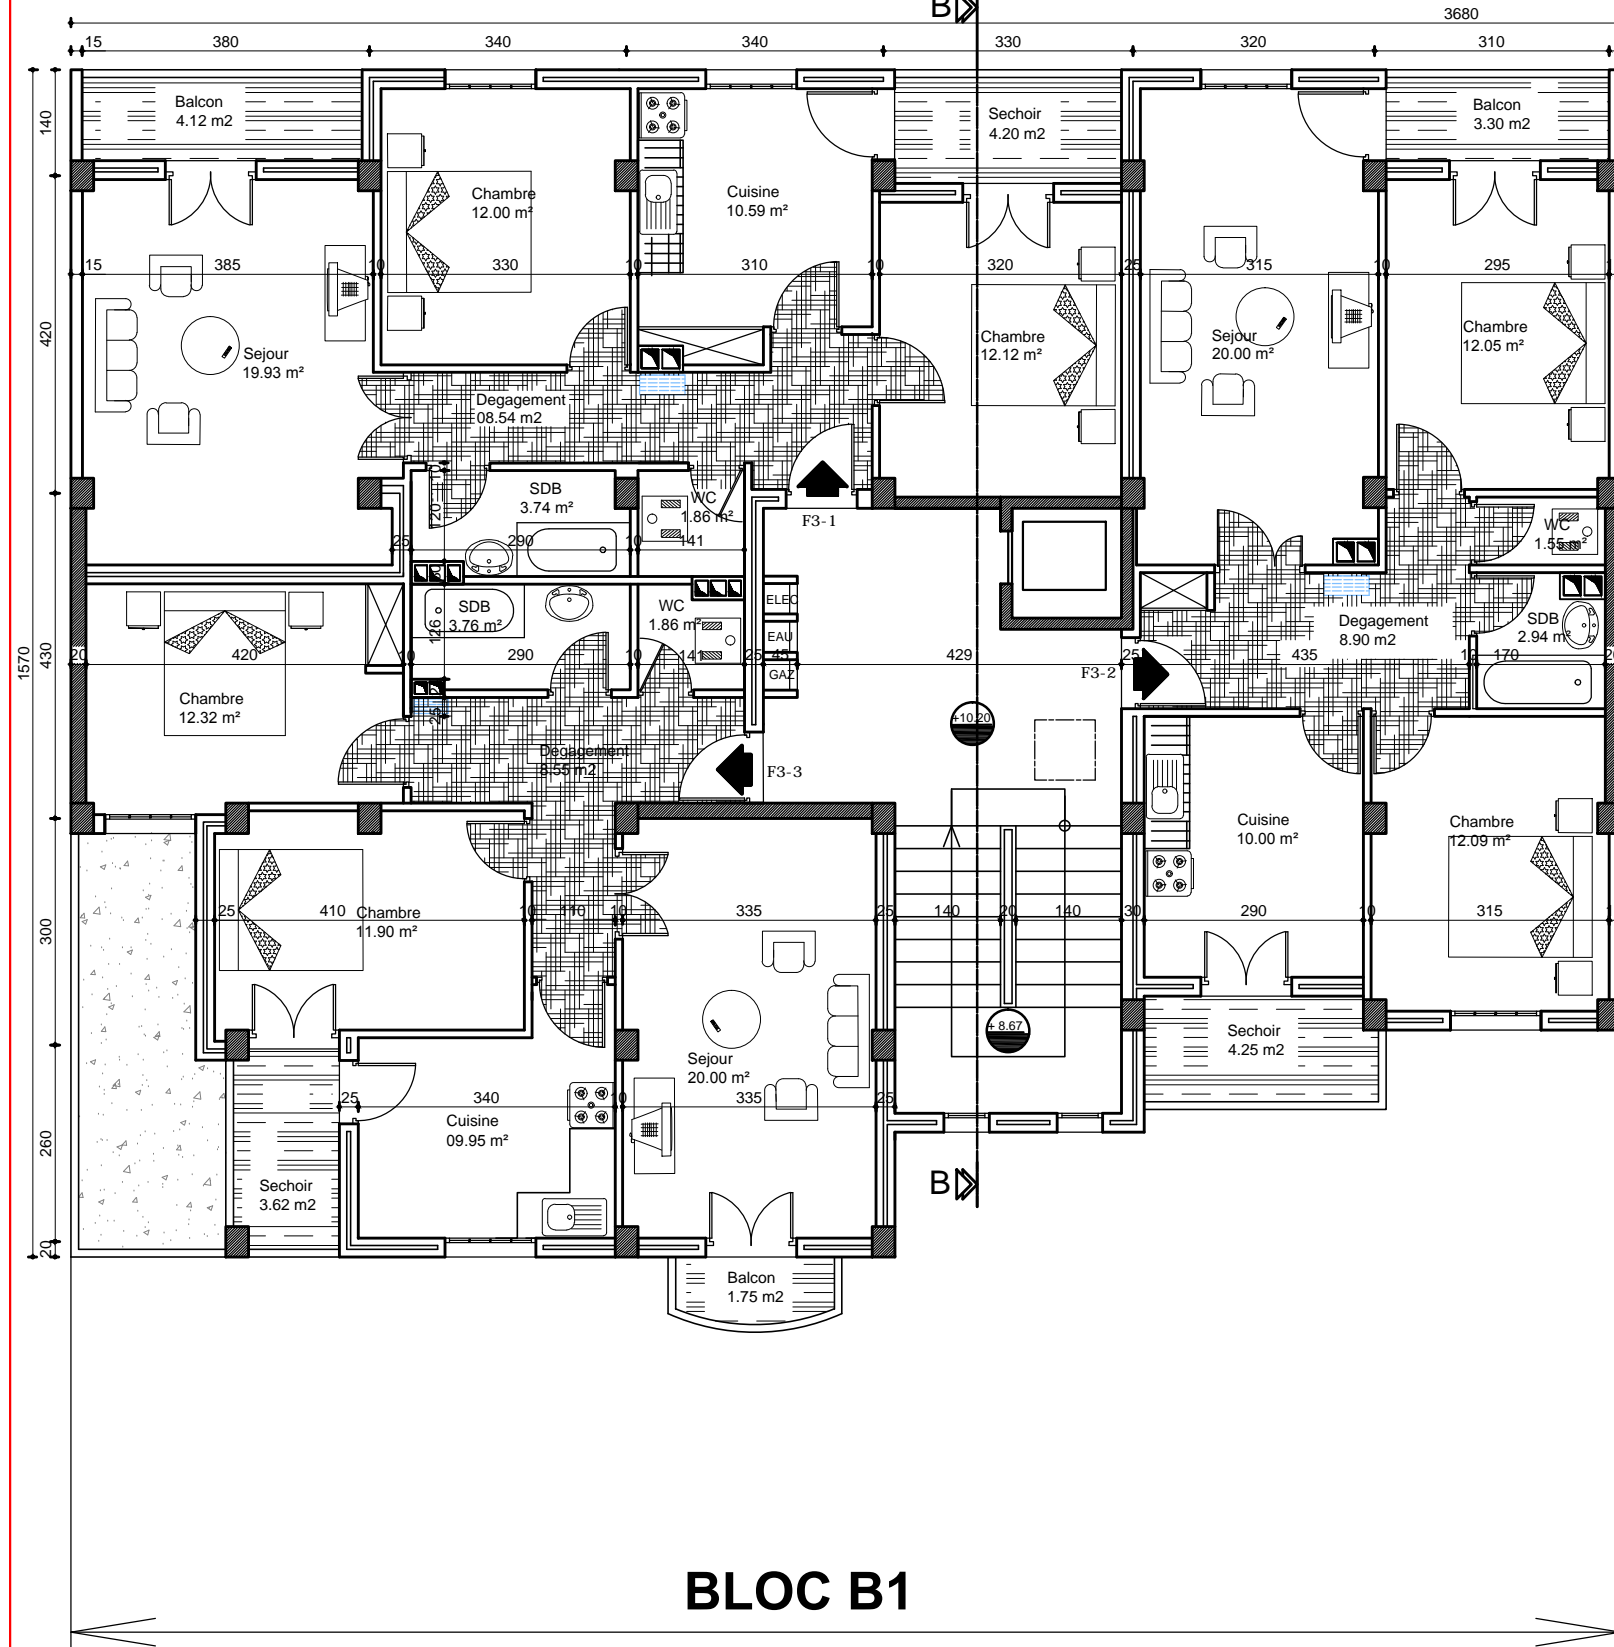 B
3680
15 380 340 340 330 320 310
Balcon
4.12 m2
Sechoir
4.20 m2
Balcon
3.30 m2
140
Chambre
12.00 m²
Cuisine
10.59 m²
15 385 10 330 10 310 10 320 25 315 10 295
420
Sejour
19.93 m²
Chambre
12.12 m²
Sejour
20.00 m²
Chambre
12.05 m²
Degagement
08.54 m2
10
SDB
3.74 m²
WC
1.86 m²
F3-1
120
WC
1.55 m²
25 290 10 141
SDB
3.76 m²
WC
1.86 m²
ELEC
EAU
GAZ
126
Degagement
8.90 m2
SDB
2.94 m²
1570
430
20 420 10 290 10 141 25 45 429 25 435 170
F3-2
Chambre
12.32 m²
25
+10.20
Degagement
8.55 m2
F3-3
Cuisine
10.00 m²
Chambre
12.09 m²
300
25 410 10 110 10 335 25 140 20 140 30 290 10 315
Chambre
11.90 m²
+ 8.67
Sechoir
4.25 m2
Sejour
20.00 m²
25 340 10 335 25
Cuisine
09.95 m²
260
Sechoir
3.62 m2
B
20
Balcon
1.75 m2
BLOC B1